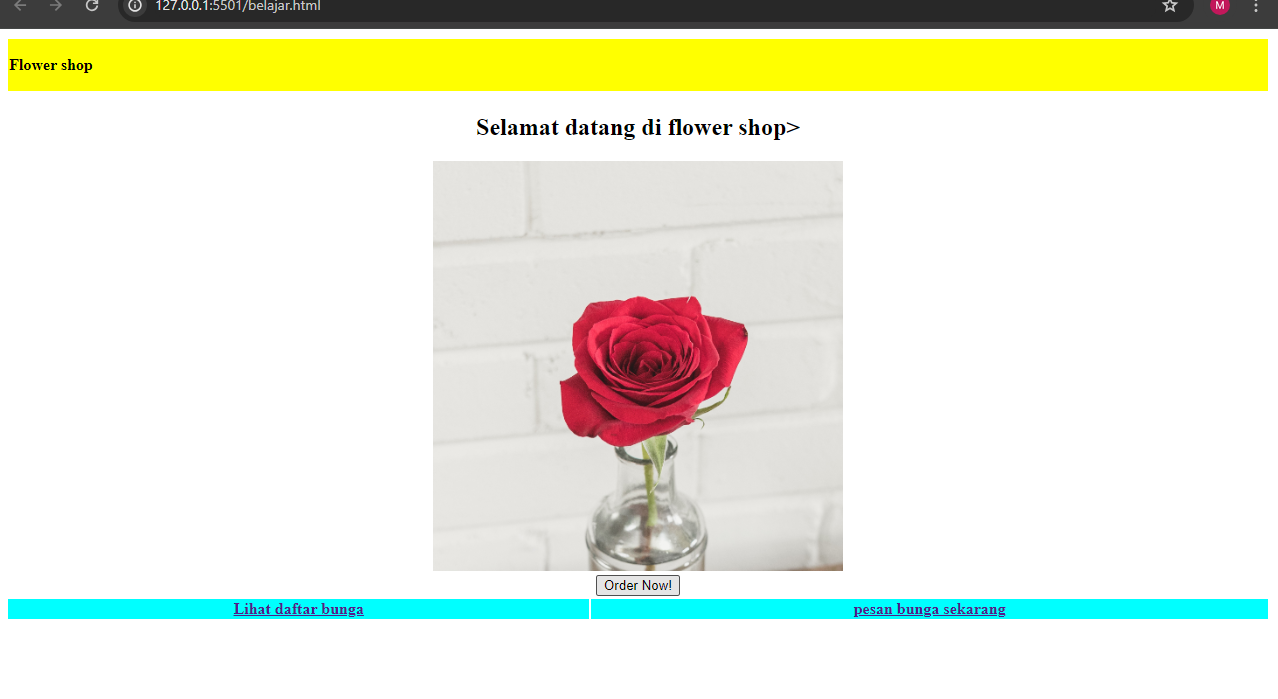 127.0.0.1:5501/belajar.html
M
Flower shop
Selamat datang di flower shop>
Order Now!
Lihat daftar bunga pesan bunga sekarang